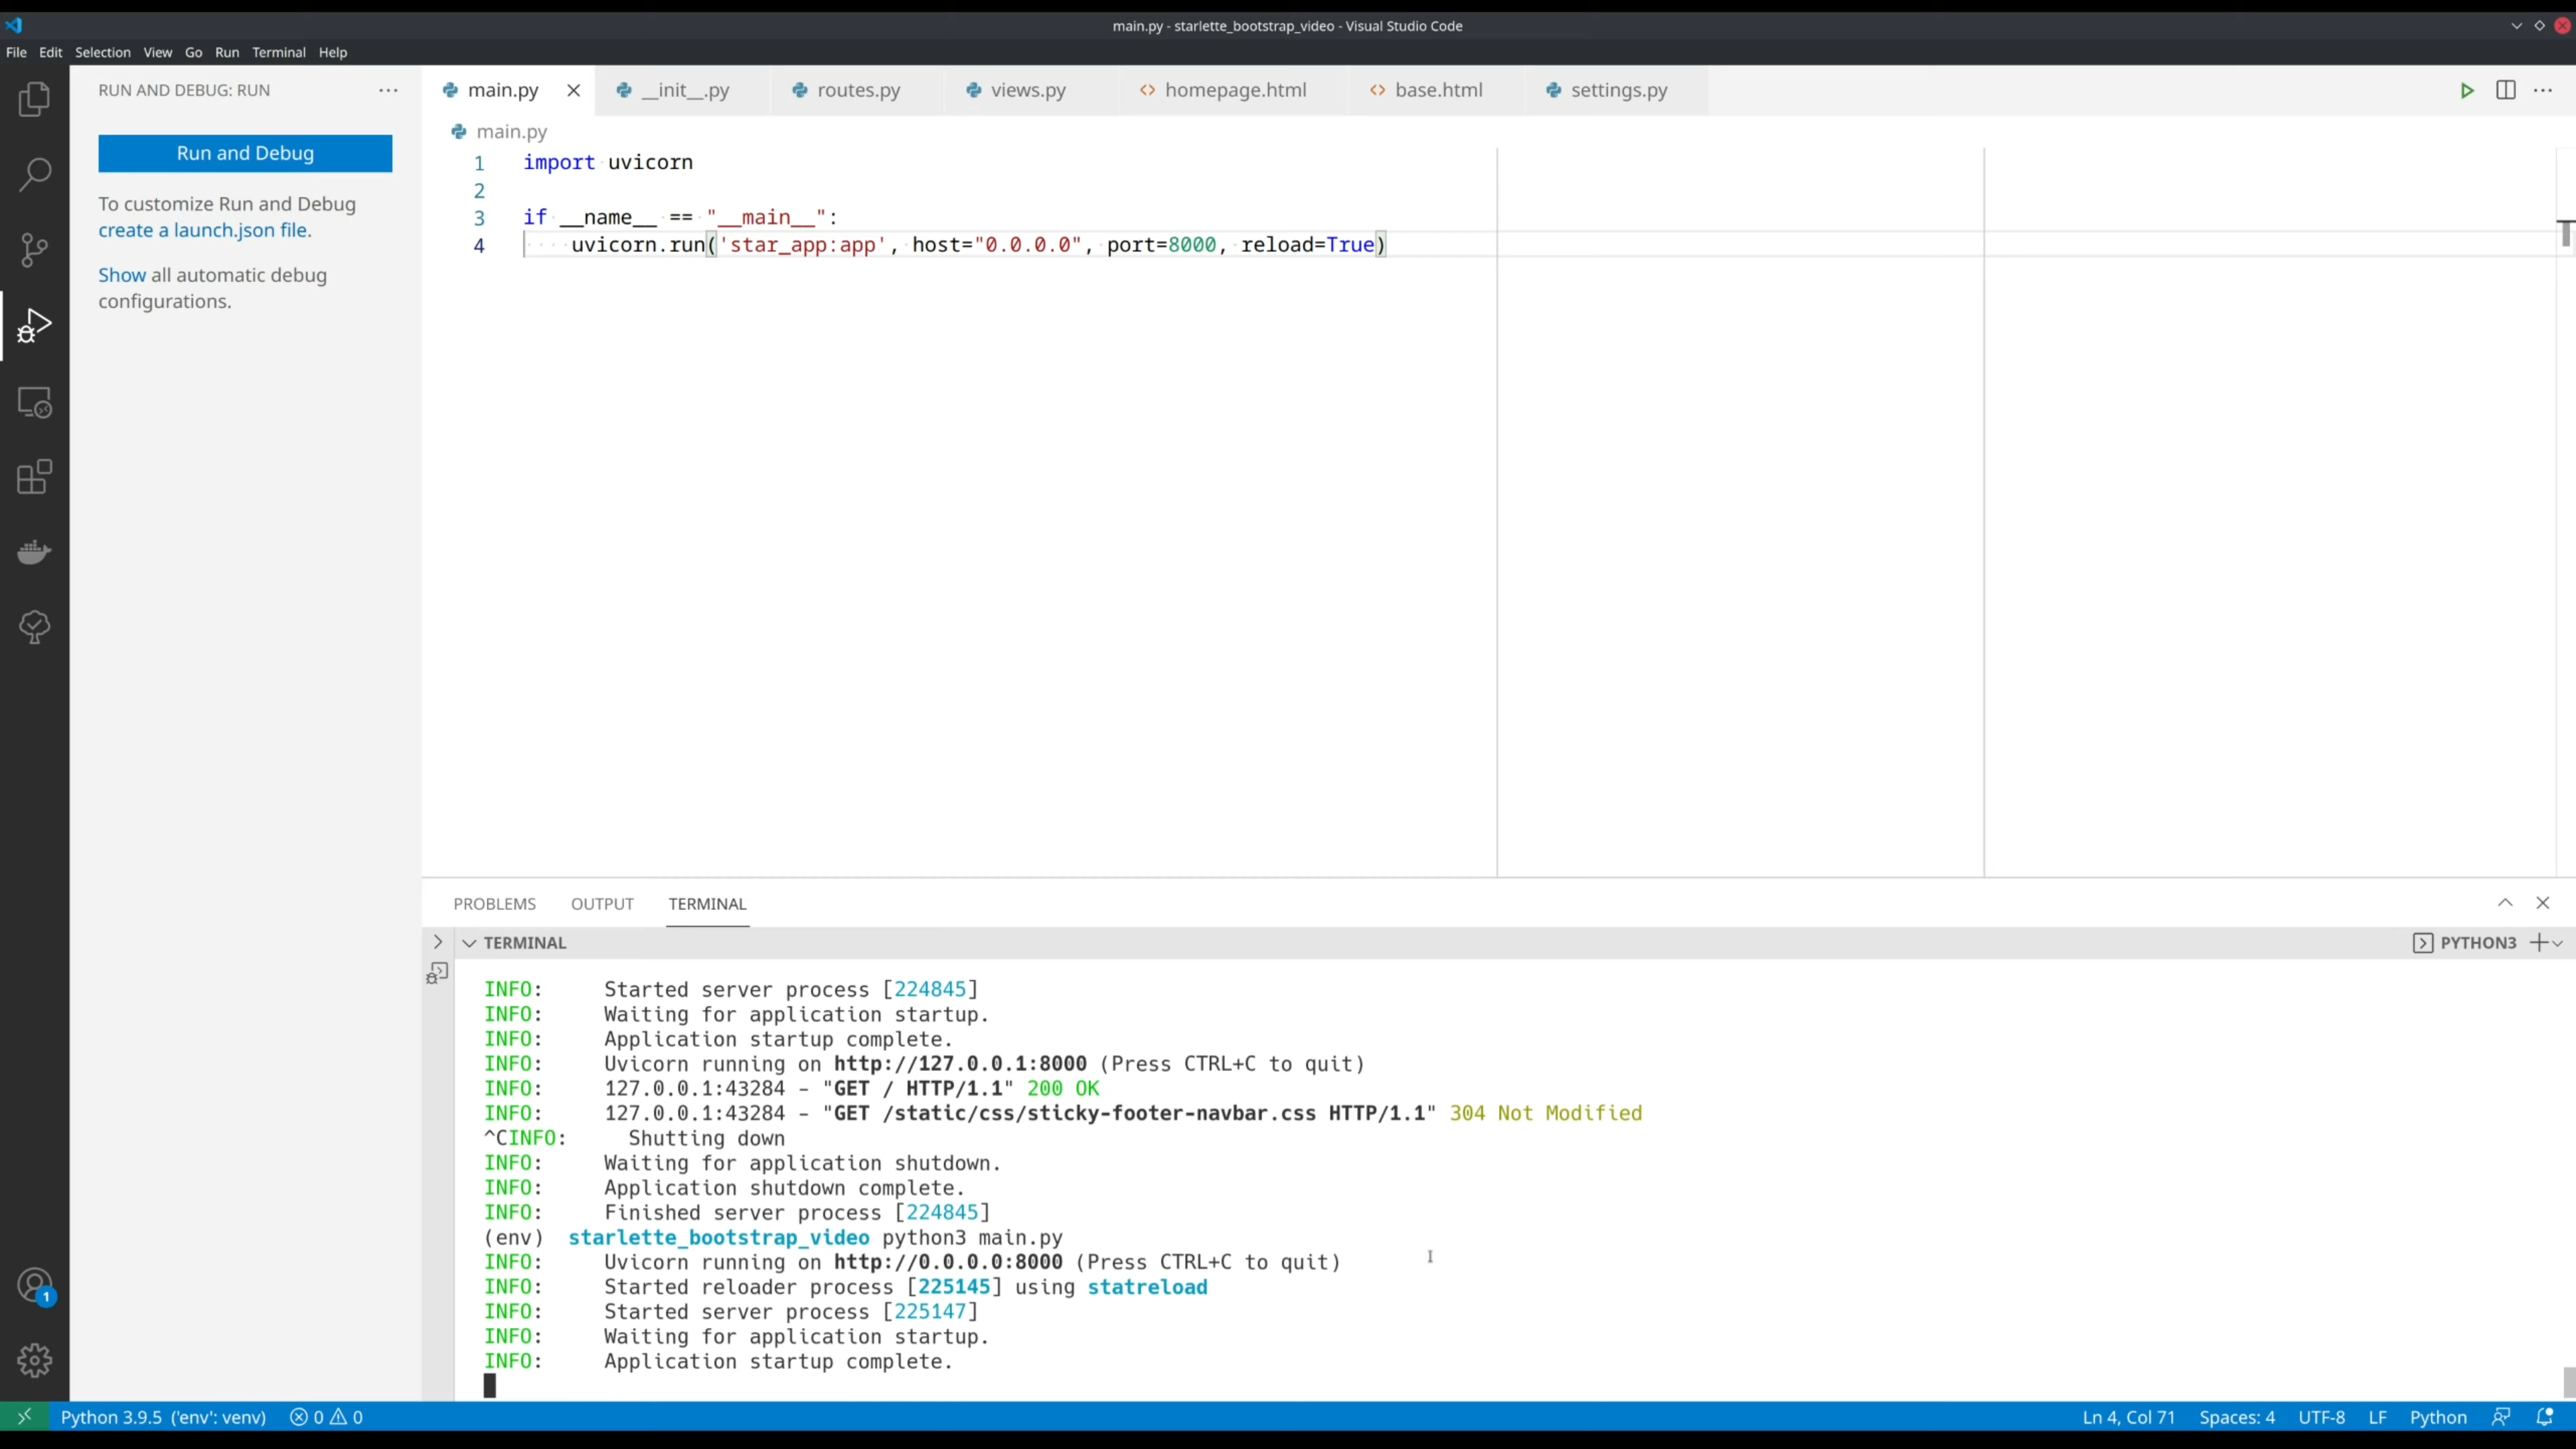 main.py - starlette_bootstrap_video - Visual Studio Code
File Edit Selection View Go Run Terminal Help
RUN AND DEBUG: RUN
Run and Debug
To customize Run and Debug
create a launch.json file.
Show all automatic debug
configurations.
main.py __init__.py routes.py views.py homepage.html base.html settings.py
main.py
1 import uvicorn
2
3 if __name__ == "__main__":
4 uvicorn.run('star_app:app', host="0.0.0.0", port=8000, reload=True)
PROBLEMS OUTPUT TERMINAL
TERMINAL PYTHON3
INFO: Started server process [224845]
INFO: Waiting for application startup.
INFO: Application startup complete.
INFO: Uvicorn running on http://127.0.0.1:8000 (Press CTRL+C to quit)
INFO: 127.0.0.1:43284 - "GET / HTTP/1.1" 200 OK
INFO: 127.0.0.1:43284 - "GET /static/css/sticky-footer-navbar.css HTTP/1.1" 304 Not Modified
^CINFO: Shutting down
INFO: Waiting for application shutdown.
INFO: Application shutdown complete.
INFO: Finished server process [224845]
(env) starlette_bootstrap_video python3 main.py
INFO: Uvicorn running on http://0.0.0.0:8000 (Press CTRL+C to quit)
INFO: Started reloader process [225145] using statreload
INFO: Started server process [225147]
INFO: Waiting for application startup.
INFO: Application startup complete.
1
Python 3.9.5 ('env': venv) 0 0 Ln 4, Col 71 Spaces: 4 UTF-8 LF Python